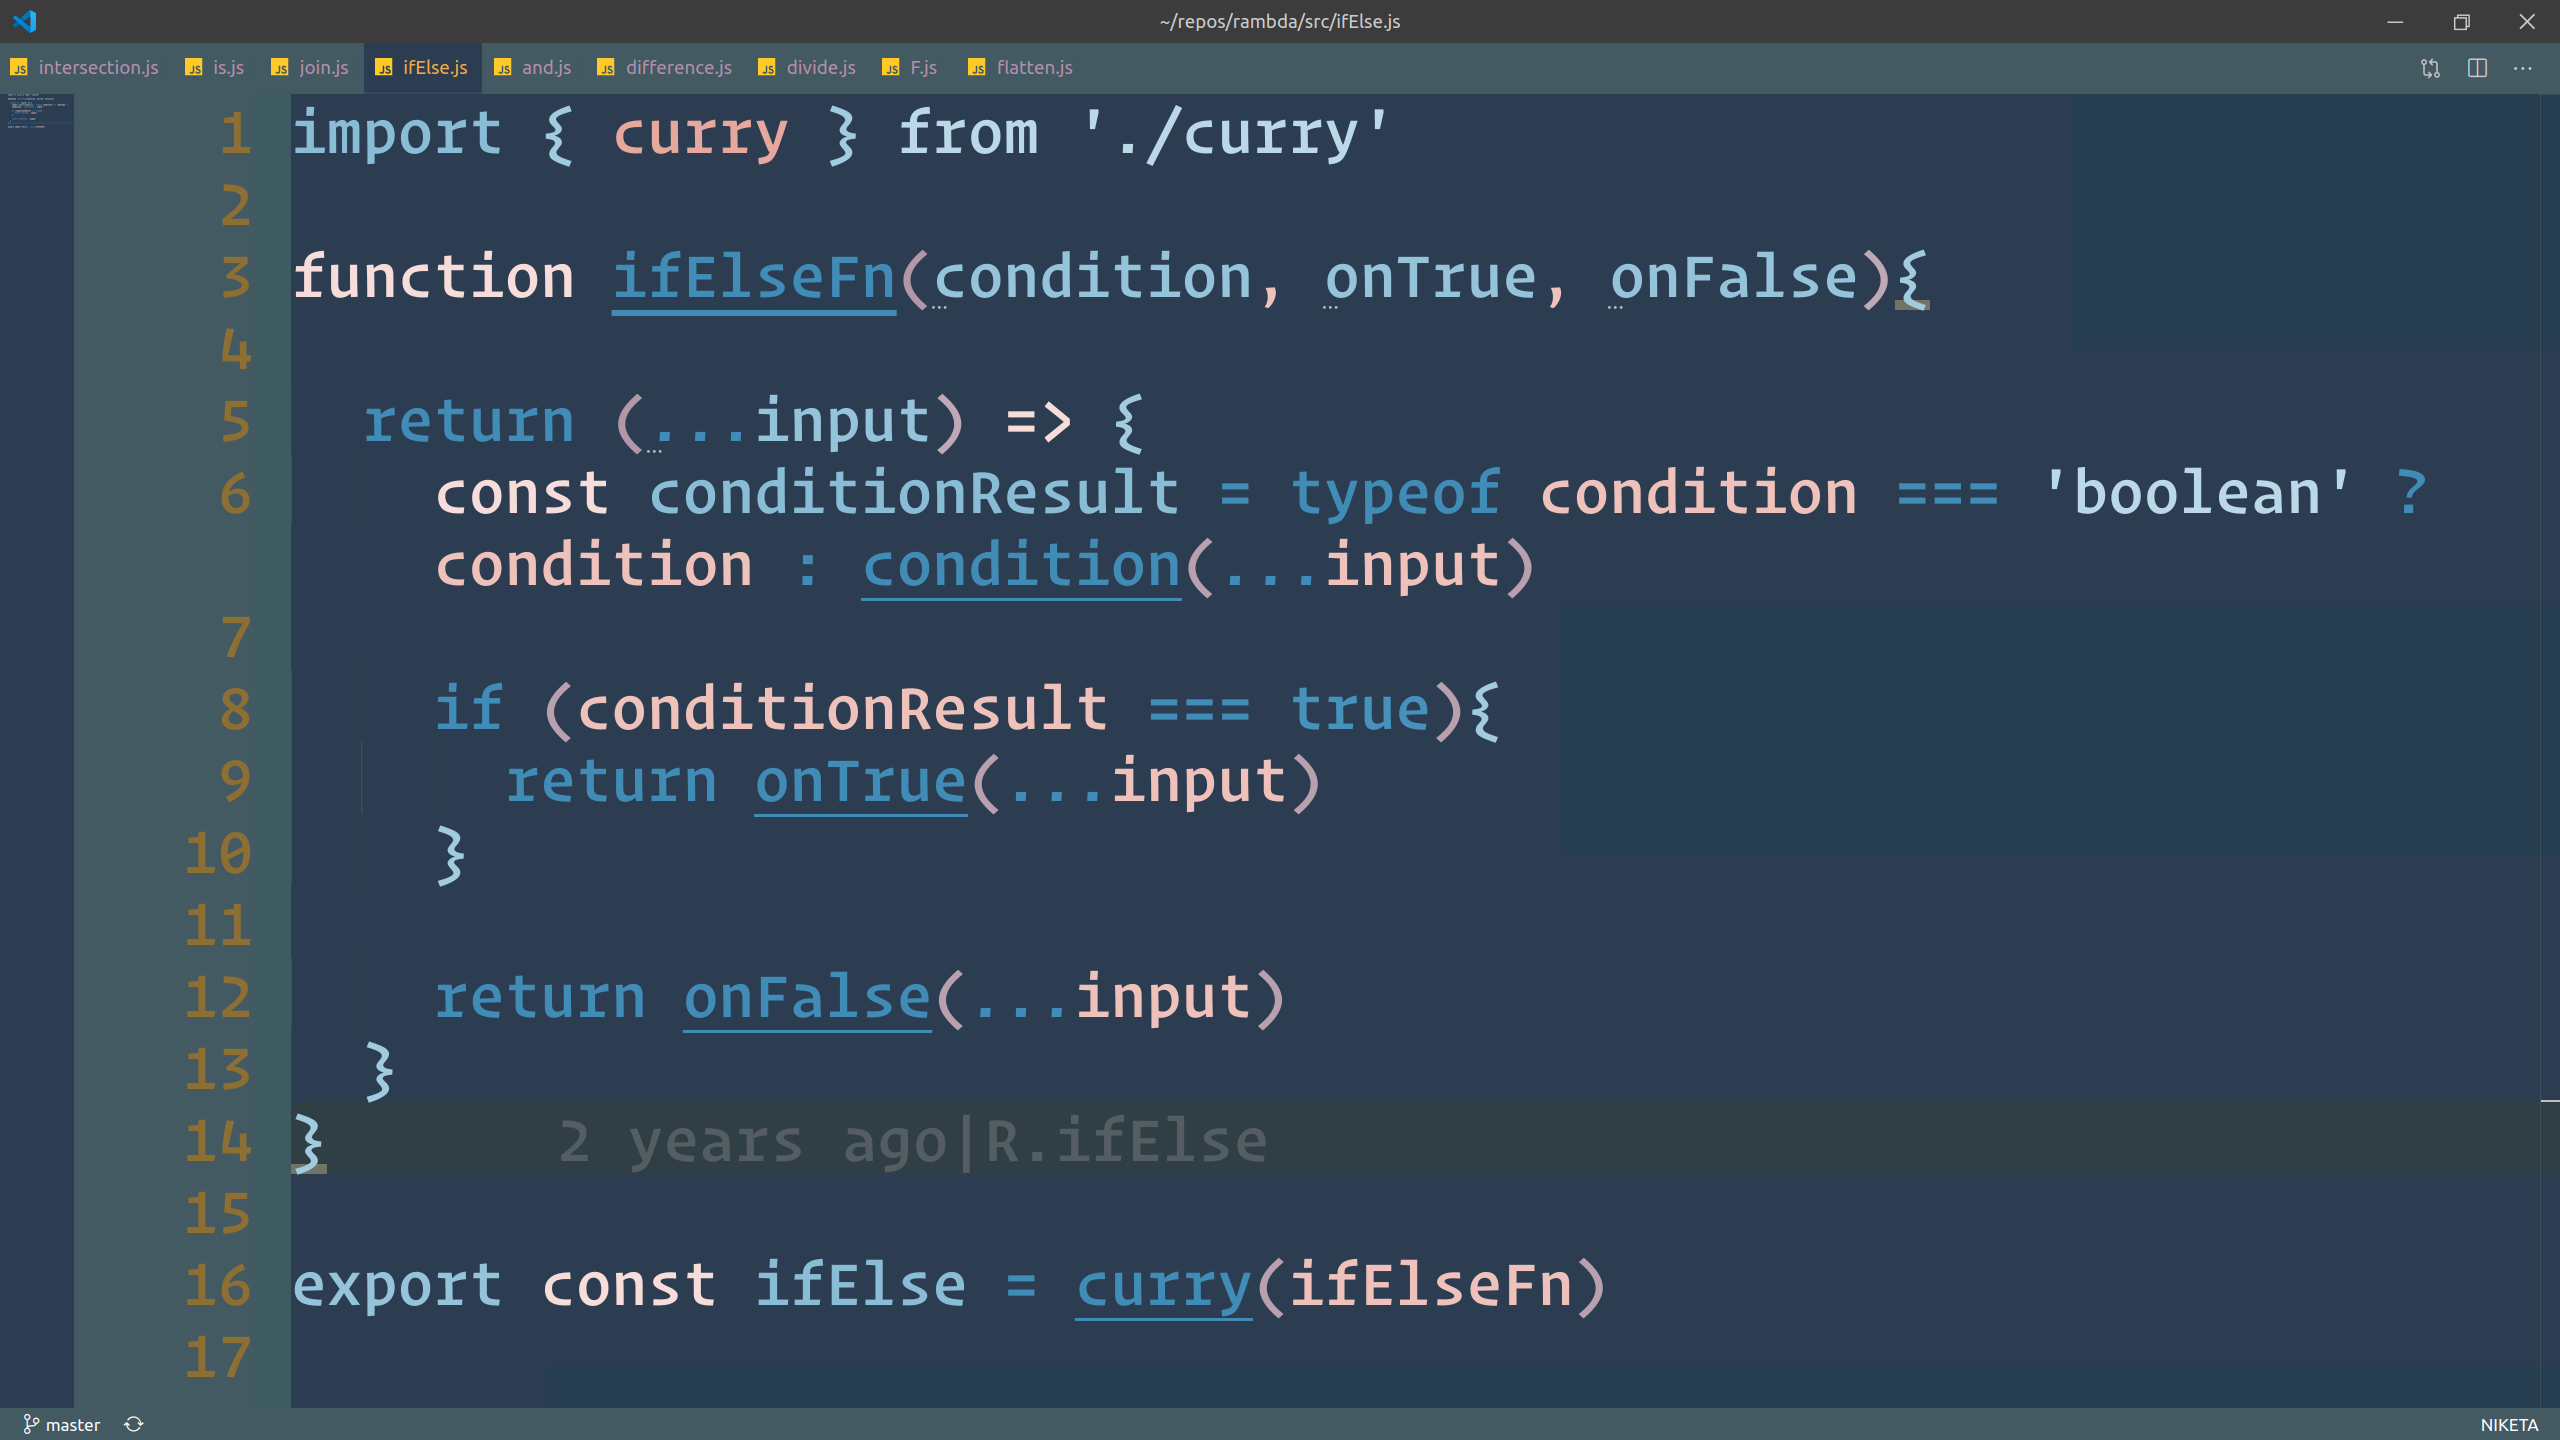 ~/repos/rambda/src/ifElse.js
intersection.js is.js join.js ifElse.js and.js difference.js divide.js F.js flatten.js
1 import { curry } from './curry'
2
3 function ifElseFn(condition, onTrue, onFalse){
4
5   return (...input) => {
6     const conditionResult = typeof condition === 'boolean' ?
    condition : condition(...input)
7
8     if (conditionResult === true){
9       return onTrue(...input)
10     }
11
12     return onFalse(...input)
13   }
14 }      2 years ago|R.ifElse
15
16 export const ifElse = curry(ifElseFn)
17
master NIKETA